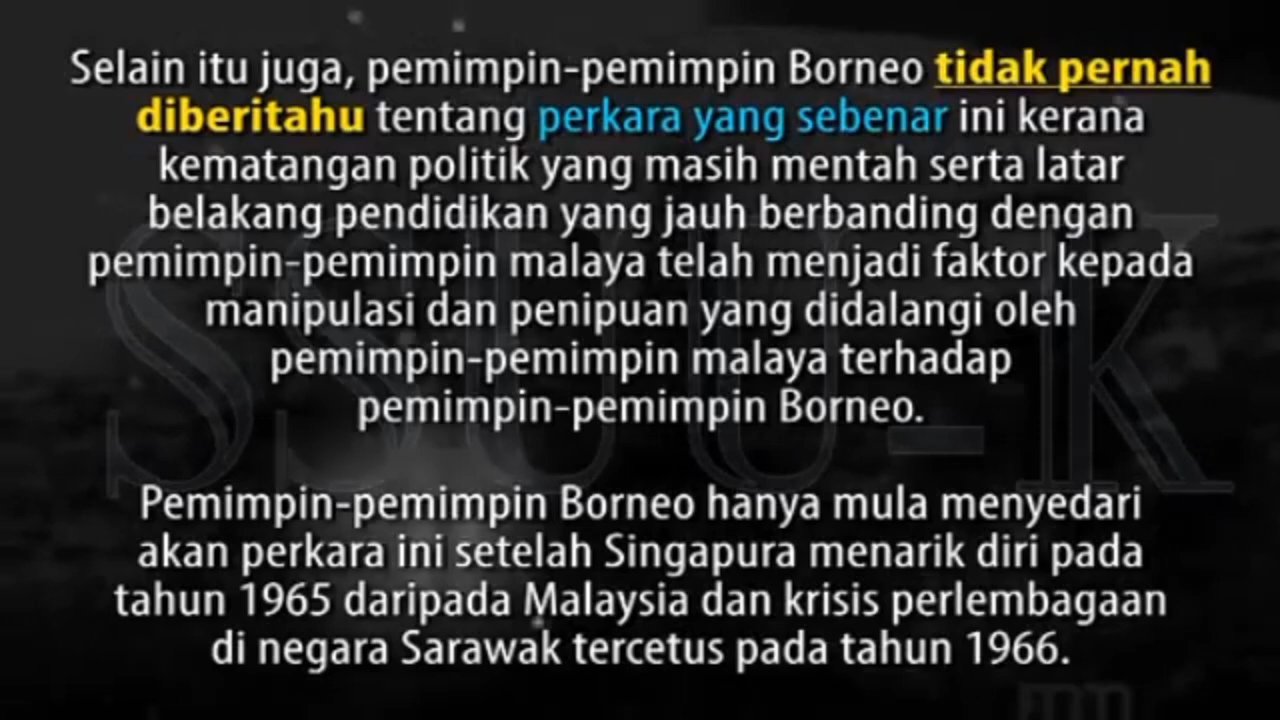 Selain itu juga, pemimpin-pemimpin Borneo tidak pernah
diberitahu tentang perkara yang sebenar ini kerana
kematangan politik yang masih mentah serta latar
belakang pendidikan yang jauh berbanding dengan
pemimpin-pemimpin malaya telah menjadi faktor kepada
manipulasi dan penipuan yang didalangi oleh
pemimpin-pemimpin malaya terhadap
pemimpin-pemimpin Borneo.
Pemimpin-pemimpin Borneo hanya mula menyedari
akan perkara ini setelah Singapura menarik diri pada
tahun 1965 daripada Malaysia dan krisis perlembagaan
di negara Sarawak tercetus pada tahun 1966.
SSUU-K